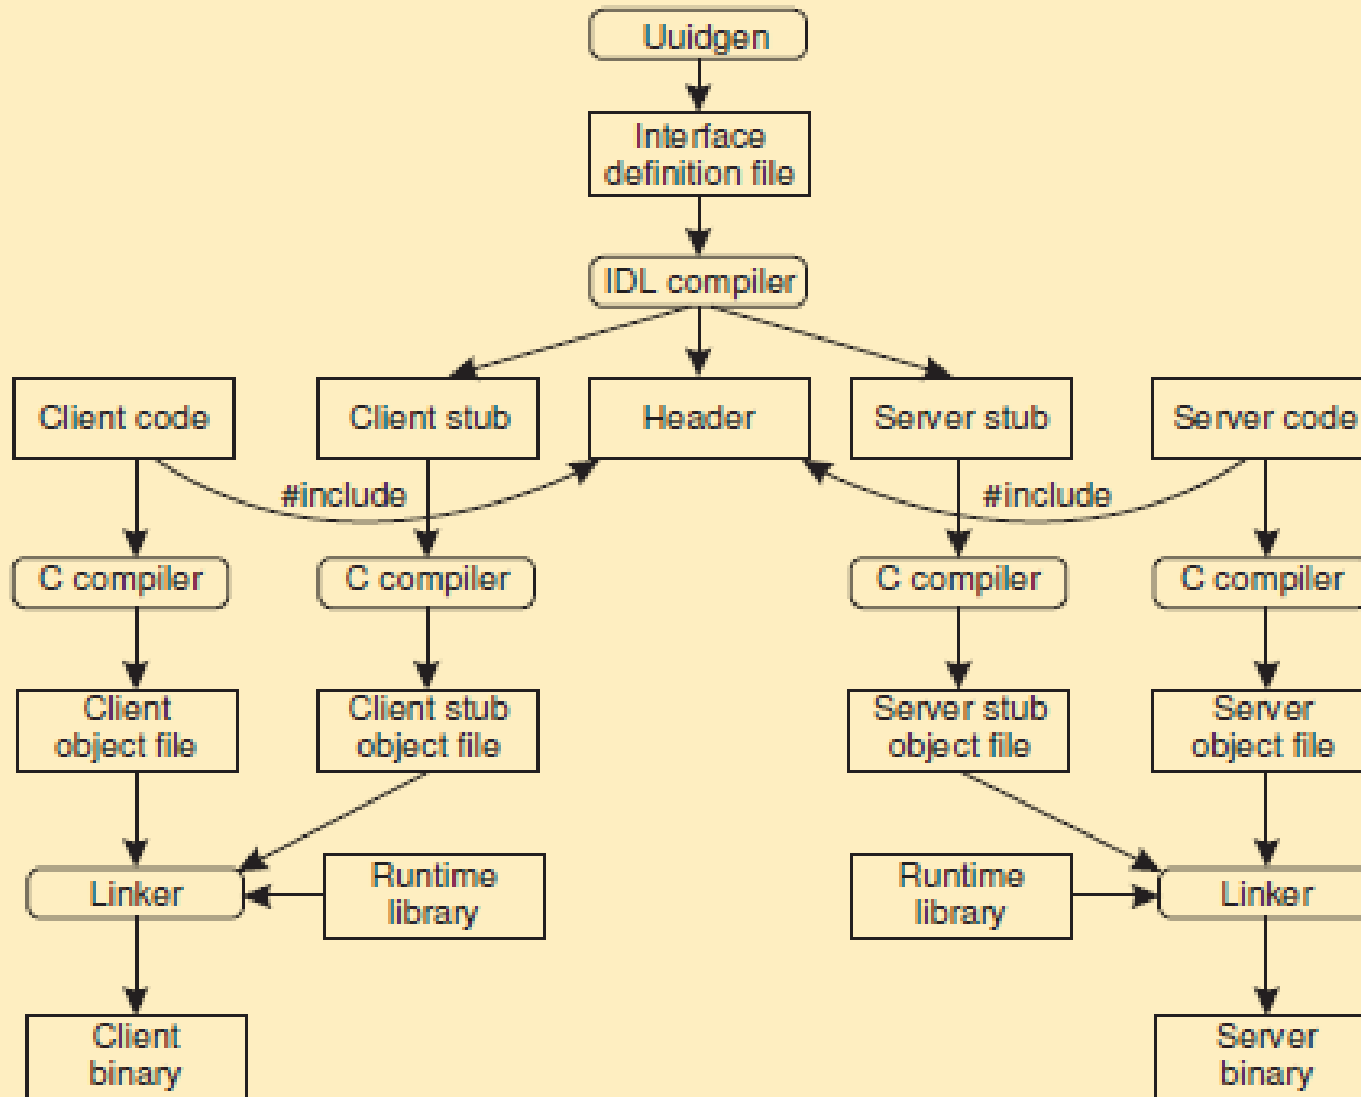 Uuidgen
Interface
definition file
IDL compiler
Client code
Client stub
Header
Server stub
Server code
#include
#include
C compiler
C compiler
C compiler
C compiler
Client
object file
Client stub
object file
Server stub
object file
Server
object file
Linker
Runtime
library
Runtime
library
Linker
Client
binary
Server
binary